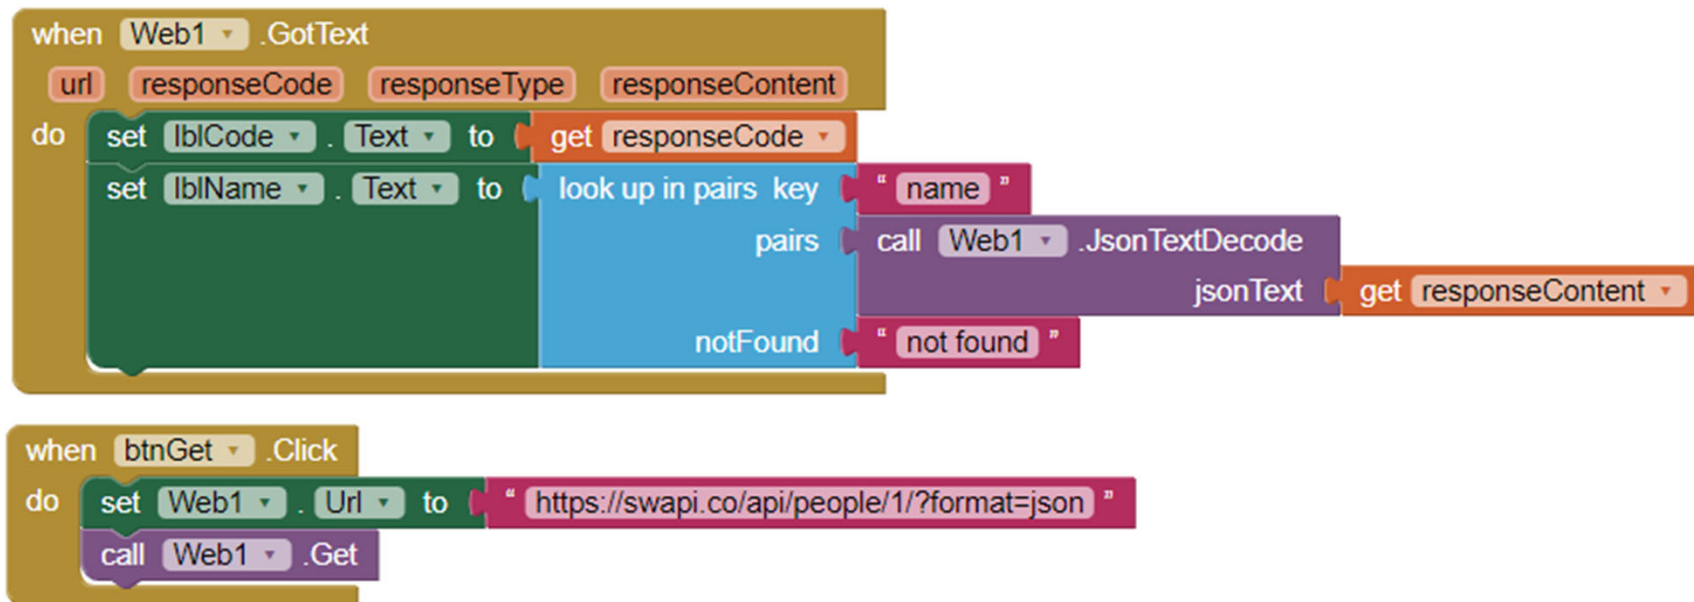 when Web1 .GotText
url responseCode responseType responseContent
do set lblCode . Text to get responseCode
set lblName . Text to look up in pairs key " name "
pairs call Web1 .JsonTextDecode
jsonText get responseContent
notFound " not found "
when btnGet .Click
do set Web1 . Url to " https://swapi.co/api/people/1/?format=json "
call Web1 .Get